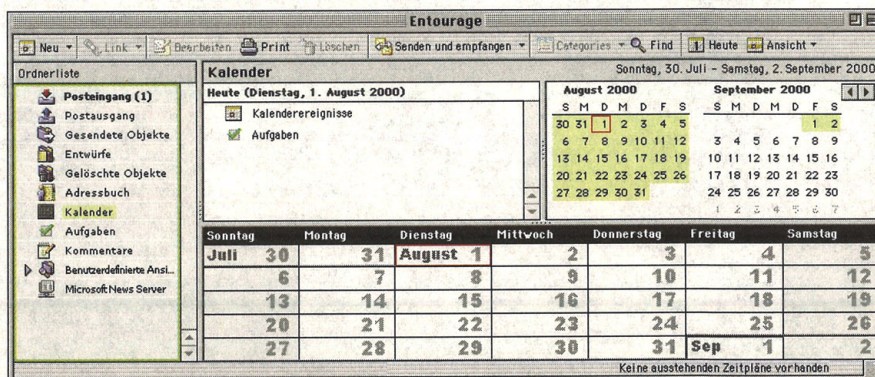 Entourage
Neu Link Bearbeiten Print Löschen Senden und empfangen Categories Find Heute Ansicht
Ordnerliste
Posteingang (1)
Postausgang
Gesendete Objekte
Entwürfe
Gelöschte Objekte
Adressbuch
Kalender
Aufgaben
Kommentare
Benutzerdefinierte Ansi...
Microsoft News Server
Kalender Sonntag, 30. Juli - Samstag, 2. September 2000
Heute (Dienstag, 1. August 2000)
Kalenderereignisse
Aufgaben
August 2000
S M D M D F S
30 31 1 2 3 4 5
6 7 8 9 10 11 12
13 14 15 16 17 18 19
20 21 22 23 24 25 26
27 28 29 30 31
September 2000
S M D M D F S
1 2
3 4 5 6 7 8 9
10 11 12 13 14 15 16
17 18 19 20 21 22 23
24 25 26 27 28 29 30
1 2 3 4 5 6 7
Sonntag Montag Dienstag Mittwoch Donnerstag Freitag Samstag
Juli 30 31 August 1 2 3 4 5
6 7 8 9 10 11 12
13 14 15 16 17 18 19
20 21 22 23 24 25 26
27 28 29 30 31 Sep 1 2
Keine ausstehenden Zeitpläne vorhanden